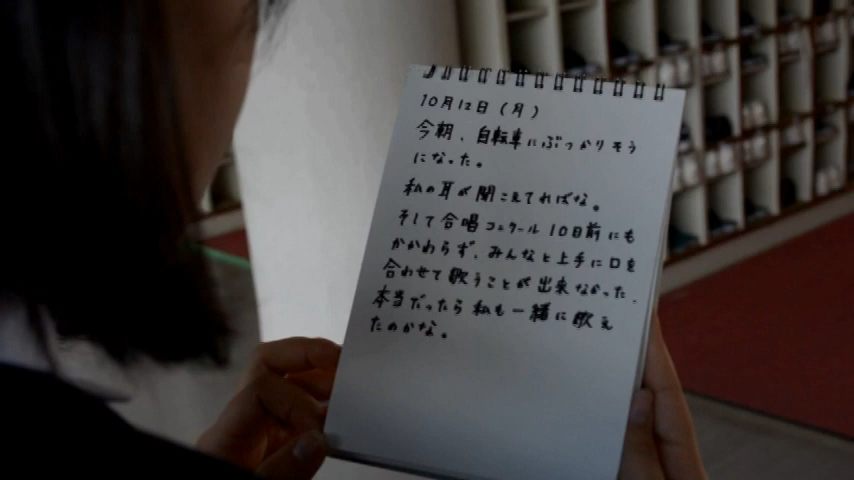 10月12日(月)
今朝、自転車にぶつかりそう
になった。
私の耳が聞こえてればな。
そして合唱コンクール10日前にも
かかわらず、みんなと上手に口を
合わせて歌うことが出来なかった。
本当だったら私も一緒に歌え
たのかな。